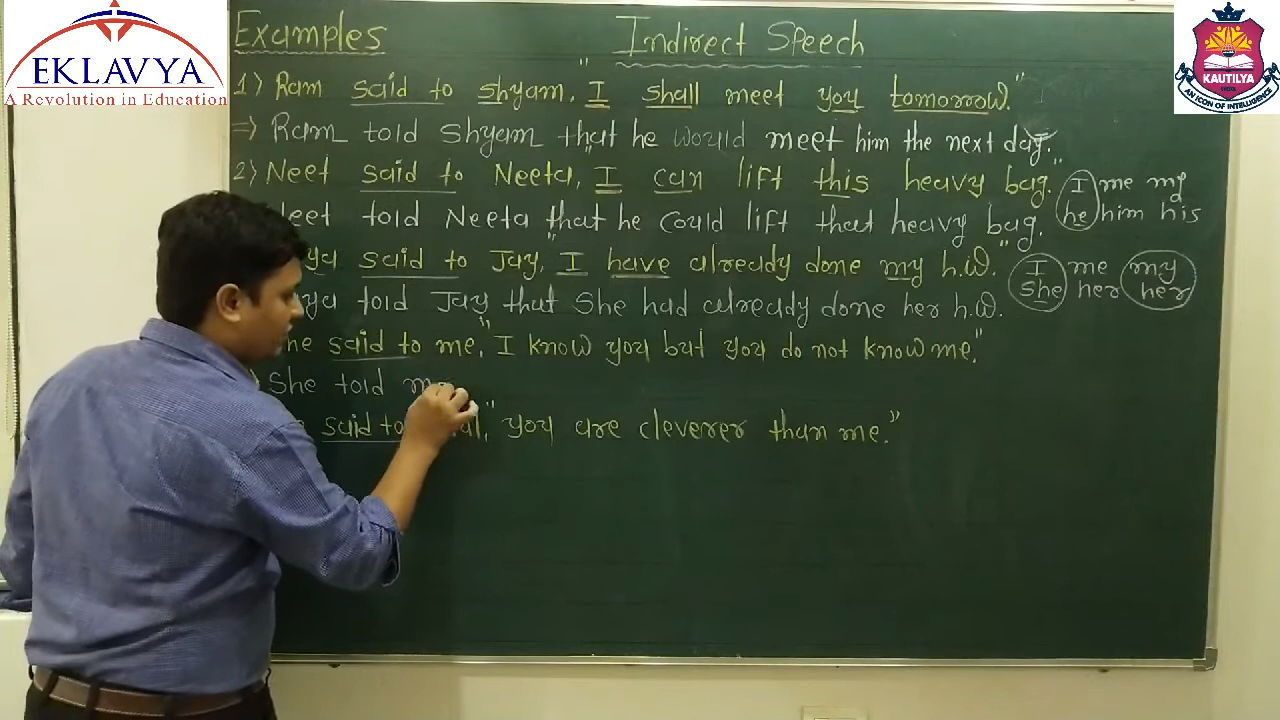 EKLAVYA
A Revolution in Education
KAUTILYA
AN ICON OF INTELLIGENCE
Examples
Indirect Speech
1) Ram said to Shyam, "I shall meet you tomorrow."
=> Ram told Shyam that he would meet him the next day.
2) Neet said to Neeta, "I can lift this heavy bag."
told Neeta that he could lift that heavy bag.
I me my
he him his
said to Jay, "I have already done my h.w."
told Jay that she had already done her h.w.
I me my
she her her
said to me, "I know you but you do not know me."
She told
said to "you are cleverer than me."